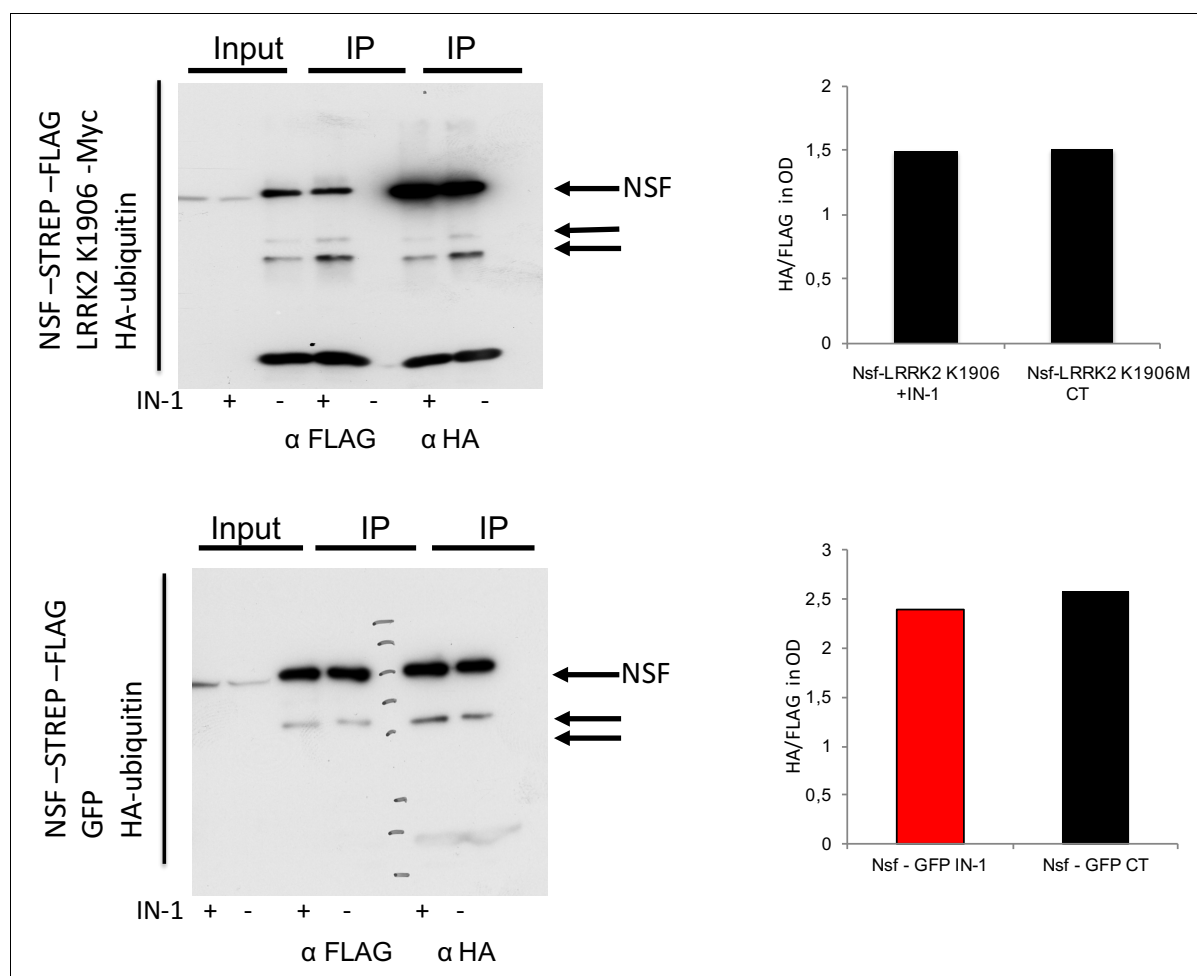 Input IP IP
NSF –STREP –FLAG
LRRK2 K1906 -Myc
HA-ubiquitin
NSF
IN-1 + - + - + -
α FLAG α HA
HA/FLAG in OD
2
1,5
1
0,5
0
Nsf-LRRK2 K1906
+IN-1
Nsf-LRRK2 K1906M
CT
Input IP IP
NSF –STREP –FLAG
GFP
HA-ubiquitin
NSF
IN-1 + - + - + -
α FLAG α HA
HA/FLAG in OD
3
2,5
2
1,5
1
0,5
0
Nsf - GFP IN-1
Nsf - GFP CT